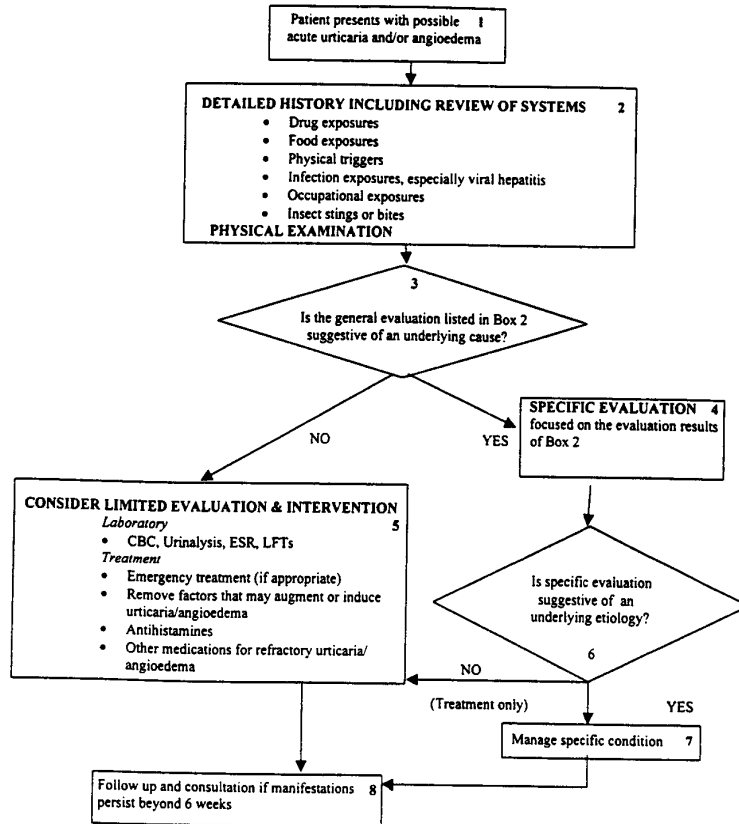 Patient presents with possible 1
acute urticaria and/or angioedema
DETAILED HISTORY INCLUDING REVIEW OF SYSTEMS 2
• Drug exposures
• Food exposures
• Physical triggers
• Infection exposures, especially viral hepatitis
• Occupational exposures
• Insect stings or bites
PHYSICAL EXAMINATION
3
Is the general evaluation listed in Box 2
suggestive of an underlying cause?
NO
YES
SPECIFIC EVALUATION 4
focused on the evaluation results
of Box 2
CONSIDER LIMITED EVALUATION & INTERVENTION
Laboratory 5
• CBC, Urinalysis, ESR, LFTs
Treatment
• Emergency treatment (if appropriate)
• Remove factors that may augment or induce
urticaria/angioedema
• Antihistamines
• Other medications for refractory urticaria/
angioedema
Is specific evaluation
suggestive of an
underlying etiology?
6
NO
(Treatment only)
YES
Manage specific condition 7
Follow up and consultation if manifestations 8
persist beyond 6 weeks